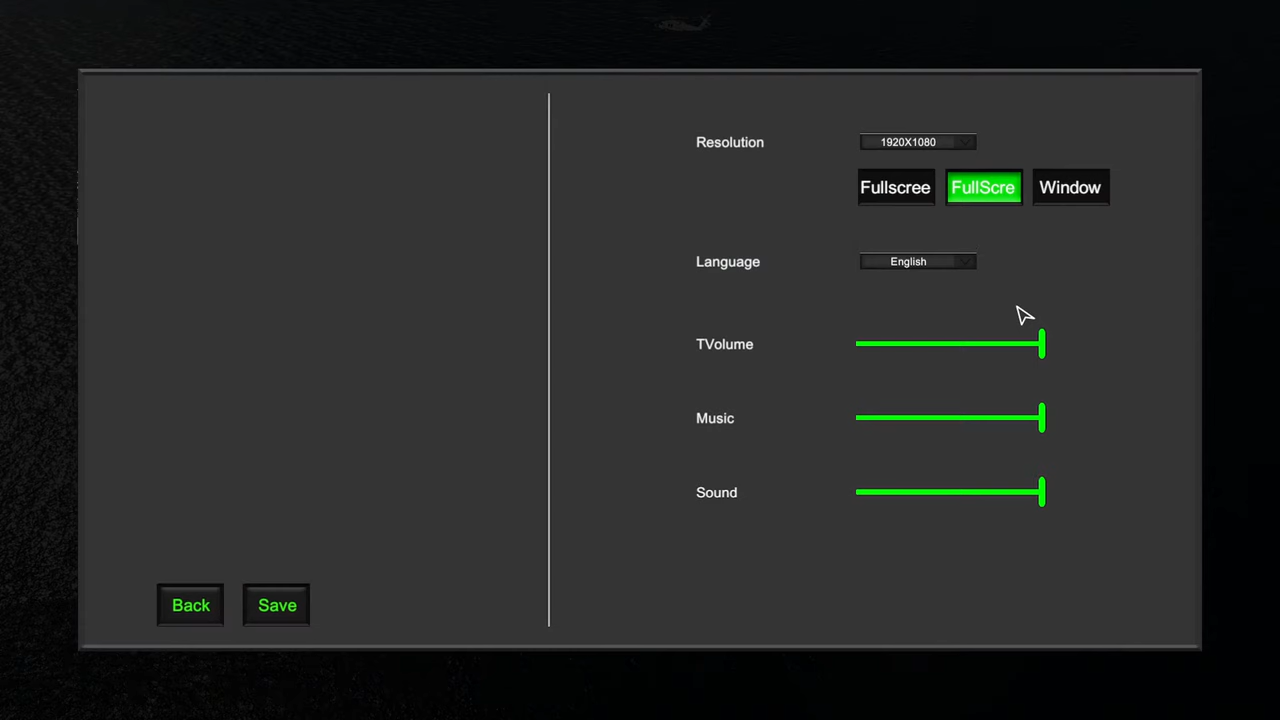 Resolution
1920X1080
Fullscree
FullScre
Window
Language
English
TVolume
Music
Sound
Back
Save